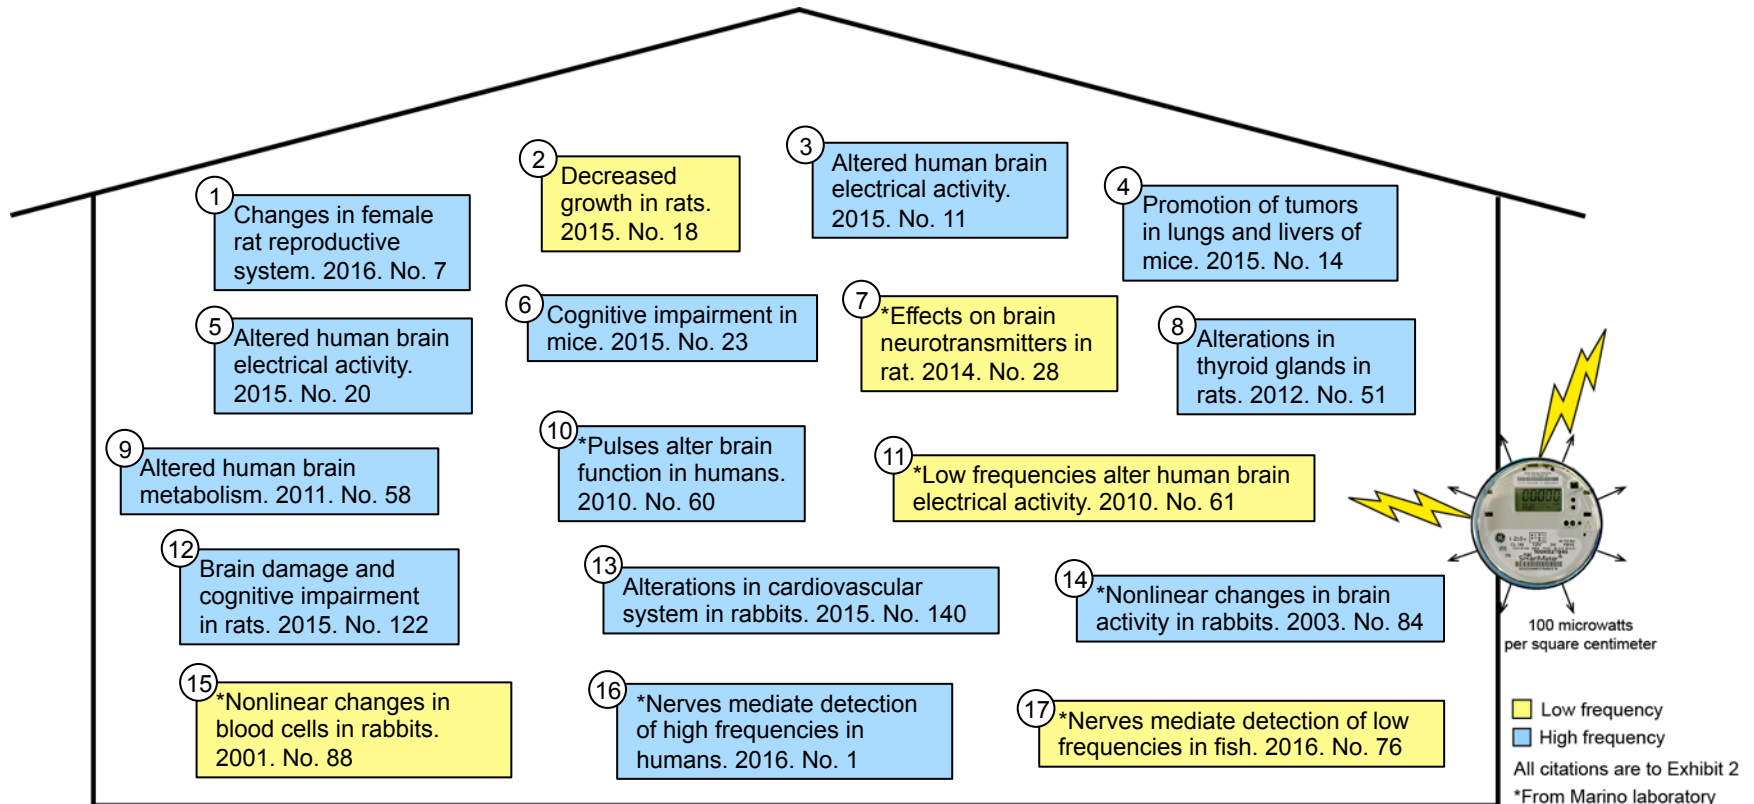 1
Changes in female
rat reproductive
system. 2016. No. 7
2
Decreased
growth in rats.
2015. No. 18
3
Altered human brain
electrical activity.
2015. No. 11
4
Promotion of tumors
in lungs and livers of
mice. 2015. No. 14
5
Altered human brain
electrical activity.
2015. No. 20
6
Cognitive impairment in
mice. 2015. No. 23
7
*Effects on brain
neurotransmitters in
rat. 2014. No. 28
8
Alterations in
thyroid glands in
rats. 2012. No. 51
9
Altered human brain
metabolism. 2011. No. 58
10
*Pulses alter brain
function in humans.
2010. No. 60
11
*Low frequencies alter human brain
electrical activity. 2010. No. 61
12
Brain damage and
cognitive impairment
in rats. 2015. No. 122
13
Alterations in cardiovascular
system in rabbits. 2015. No. 140
14
*Nonlinear changes in brain
activity in rabbits. 2003. No. 84
15
*Nonlinear changes in
blood cells in rabbits.
2001. No. 88
16
*Nerves mediate detection
of high frequencies in
humans. 2016. No. 1
17
*Nerves mediate detection of low
frequencies in fish. 2016. No. 76
00000
SmartMeter
100 microwatts
per square centimeter
Low frequency
High frequency
All citations are to Exhibit 2
*From Marino laboratory